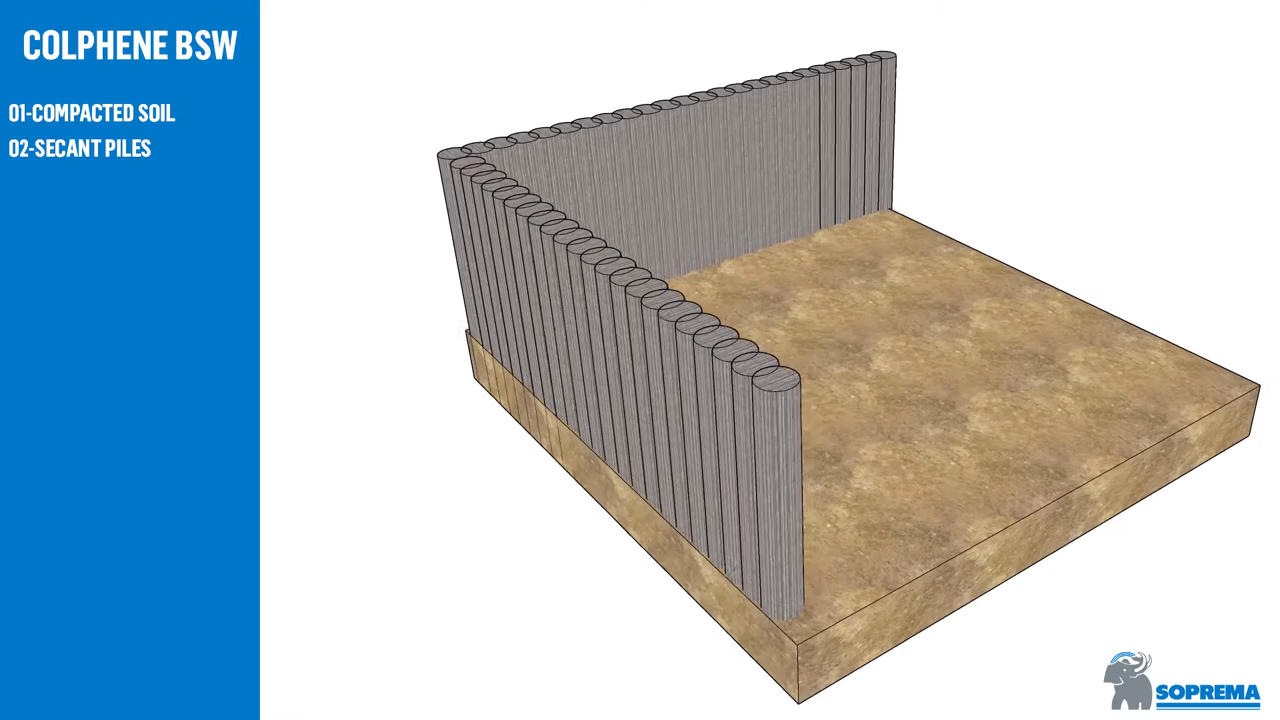 COLPHENE BSW
01-COMPACTED SOIL
02-SECANT PILES
SOPREMA